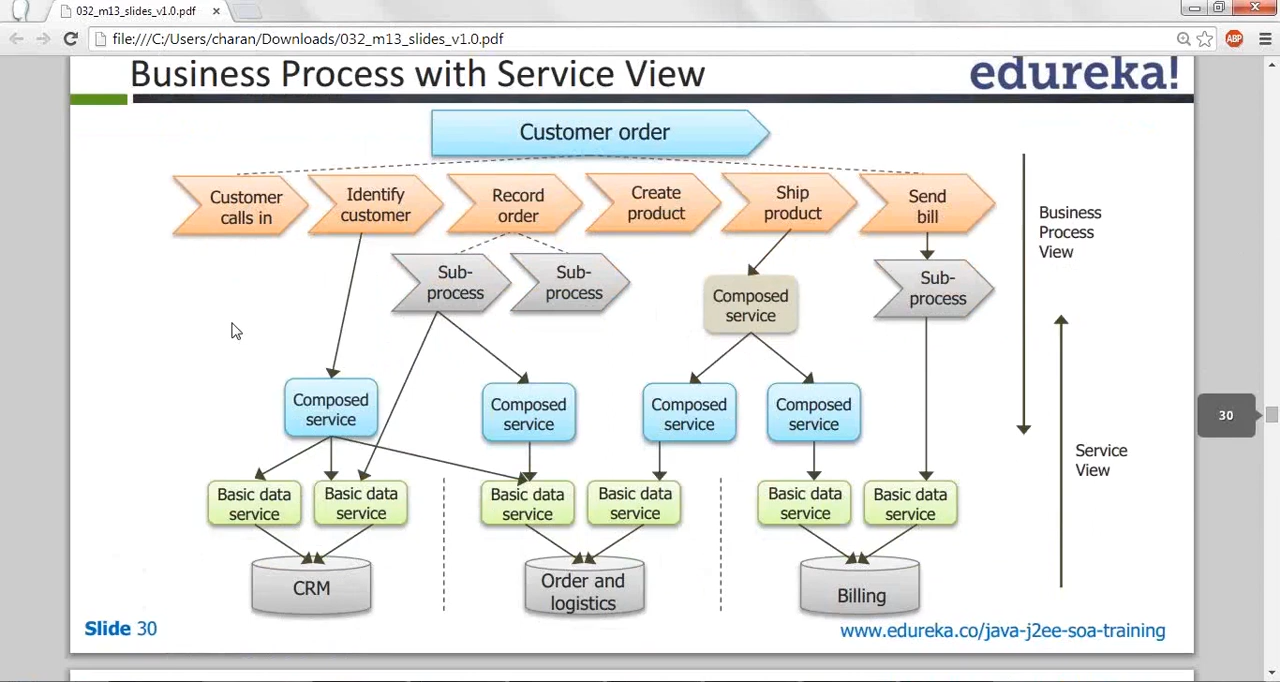 032_m13_slides_v1.0.pdf
file:///C:/Users/charan/Downloads/032_m13_slides_v1.0.pdf
ABP
Business Process with Service View
edureka!
Customer order
Customer
calls in
Identify
customer
Record
order
Create
product
Ship
product
Send
bill
Business
Process
View
Sub-
process
Sub-
process
Composed
service
Sub-
process
Composed
service
Composed
service
Composed
service
Composed
service
30
Service
View
Basic data
service
Basic data
service
Basic data
service
Basic data
service
Basic data
service
Basic data
service
CRM
Order and
logistics
Billing
Slide 30
www.edureka.co/java-j2ee-soa-training